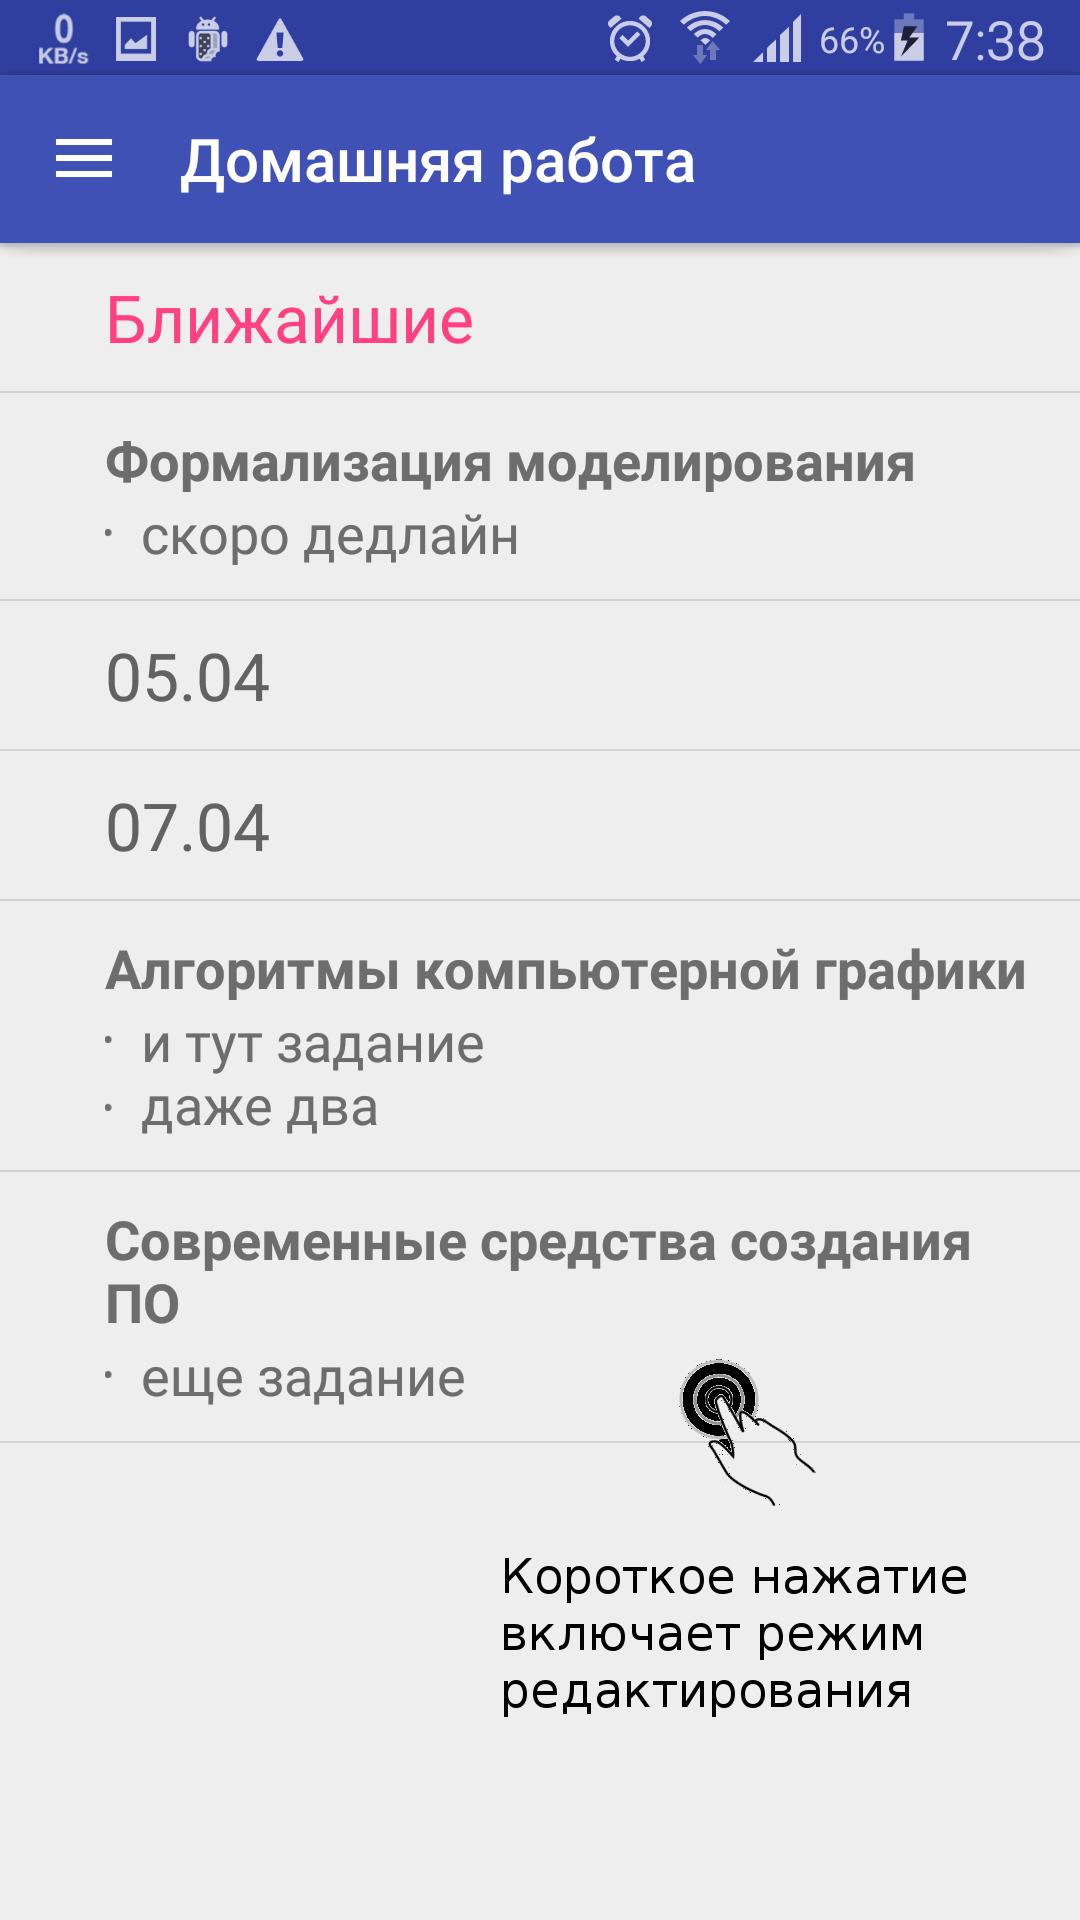 0
KB/s
66%
7:38
Домашняя работа
Ближайшие
Формализация моделирования
· скоро дедлайн
05.04
07.04
Алгоритмы компьютерной графики
· и тут задание
· даже два
Современные средства создания
ПО
· еще задание
Короткое нажатие
включает режим
редактирования